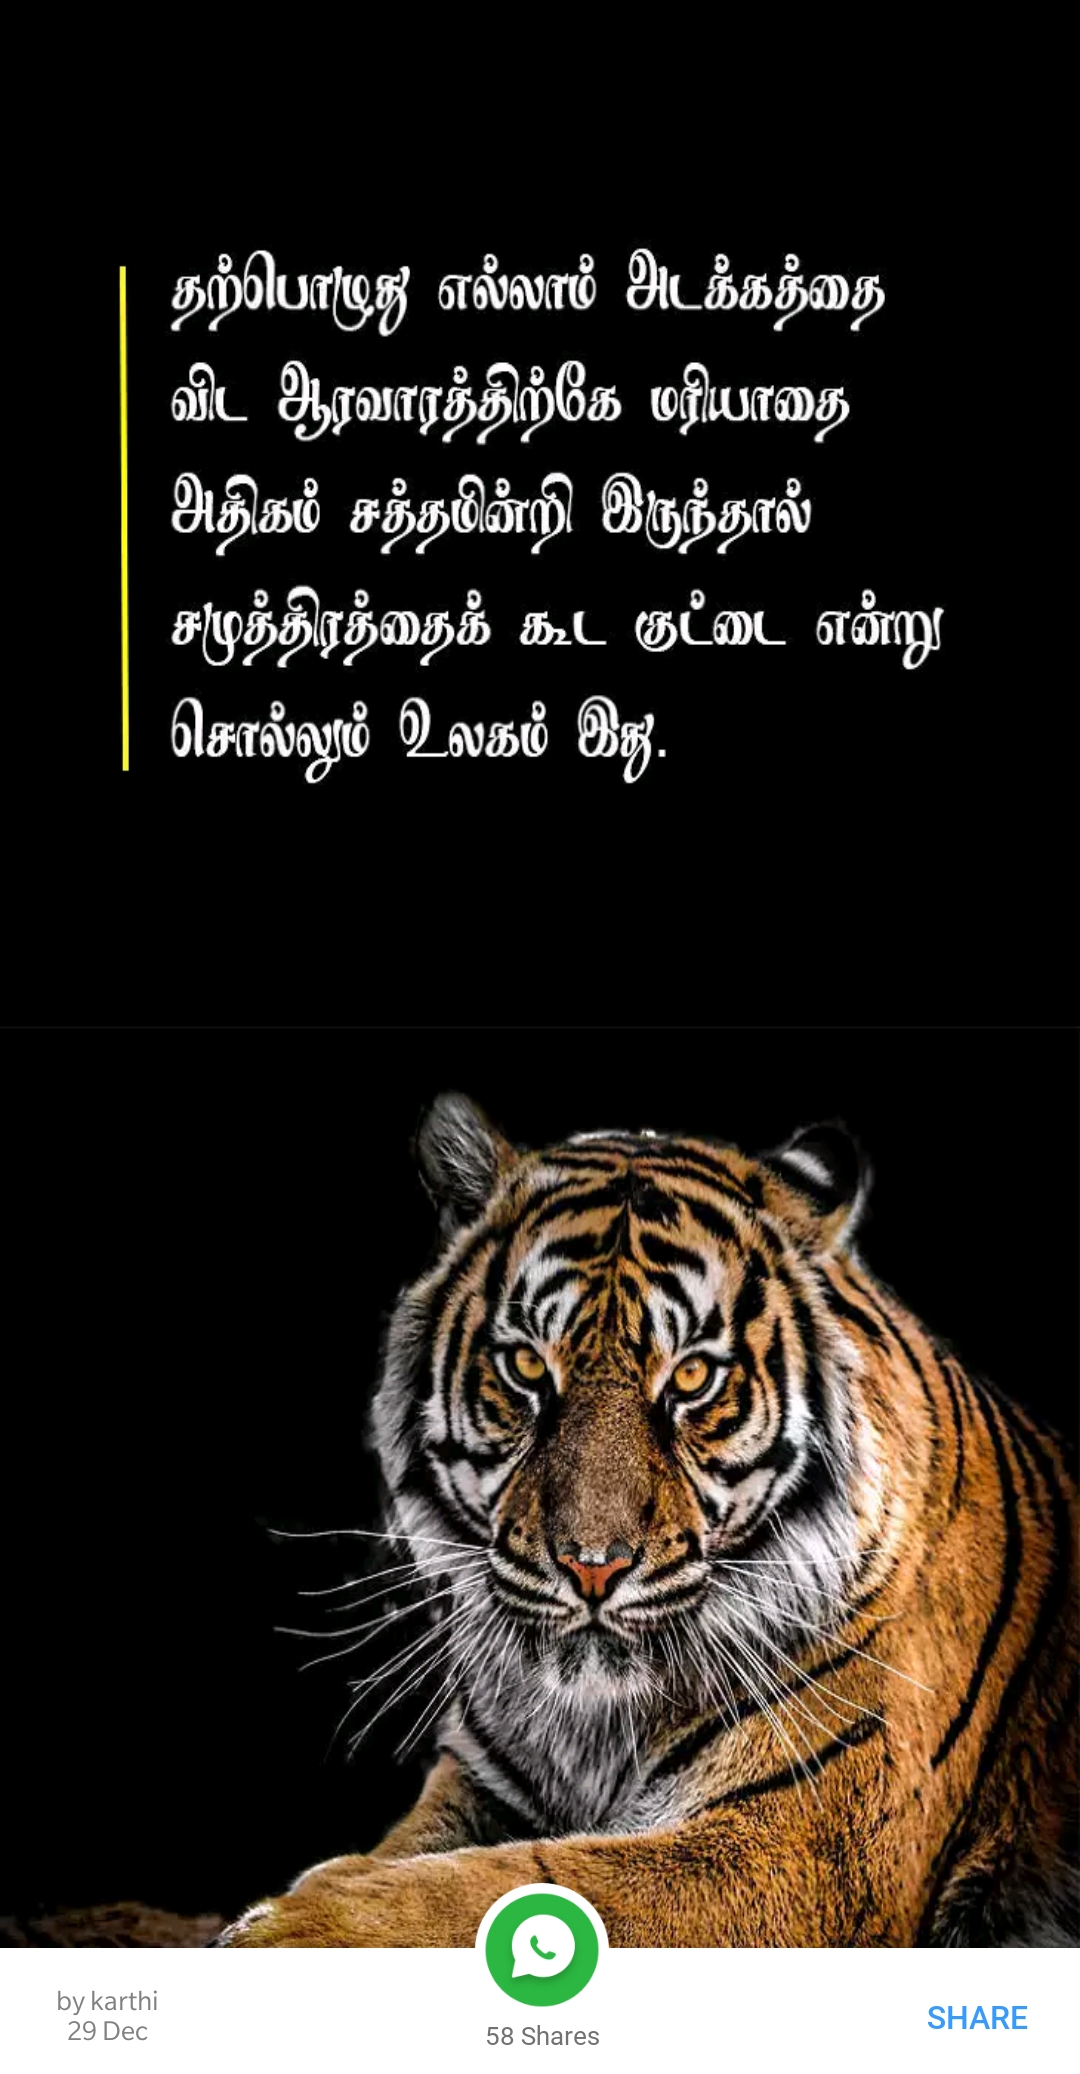 தற்பொழுது எல்லாம் அடக்கத்தை
விட ஆரவாரத்திற்கே மரியாதை
அதிகம் சத்தமின்றி இருந்தால்
சமுத்திரத்தைக் கூட குட்டை என்று
சொல்லும் உலகம் இது.
by karthi
29 Dec
58 Shares
SHARE